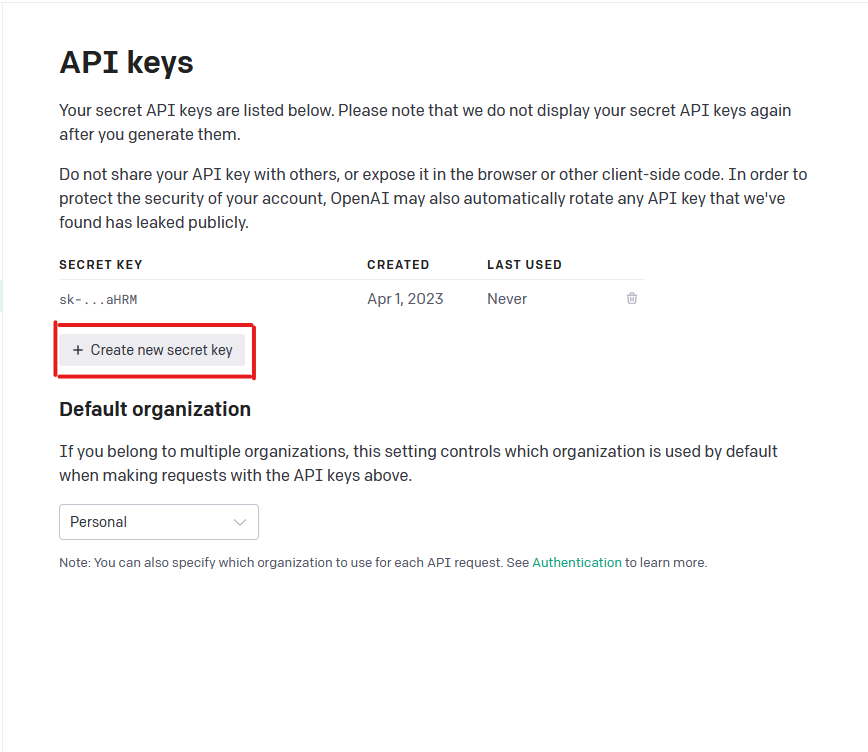 API keys
Your secret API keys are listed below. Please note that we do not display your secret API keys again
after you generate them.
Do not share your API key with others, or expose it in the browser or other client-side code. In order to
protect the security of your account, OpenAI may also automatically rotate any API key that we've
found has leaked publicly.
SECRET KEY CREATED LAST USED
sk-...aHRM Apr 1, 2023 Never
+ Create new secret key
Default organization
If you belong to multiple organizations, this setting controls which organization is used by default
when making requests with the API keys above.
Personal
Note: You can also specify which organization to use for each API request. See Authentication to learn more.